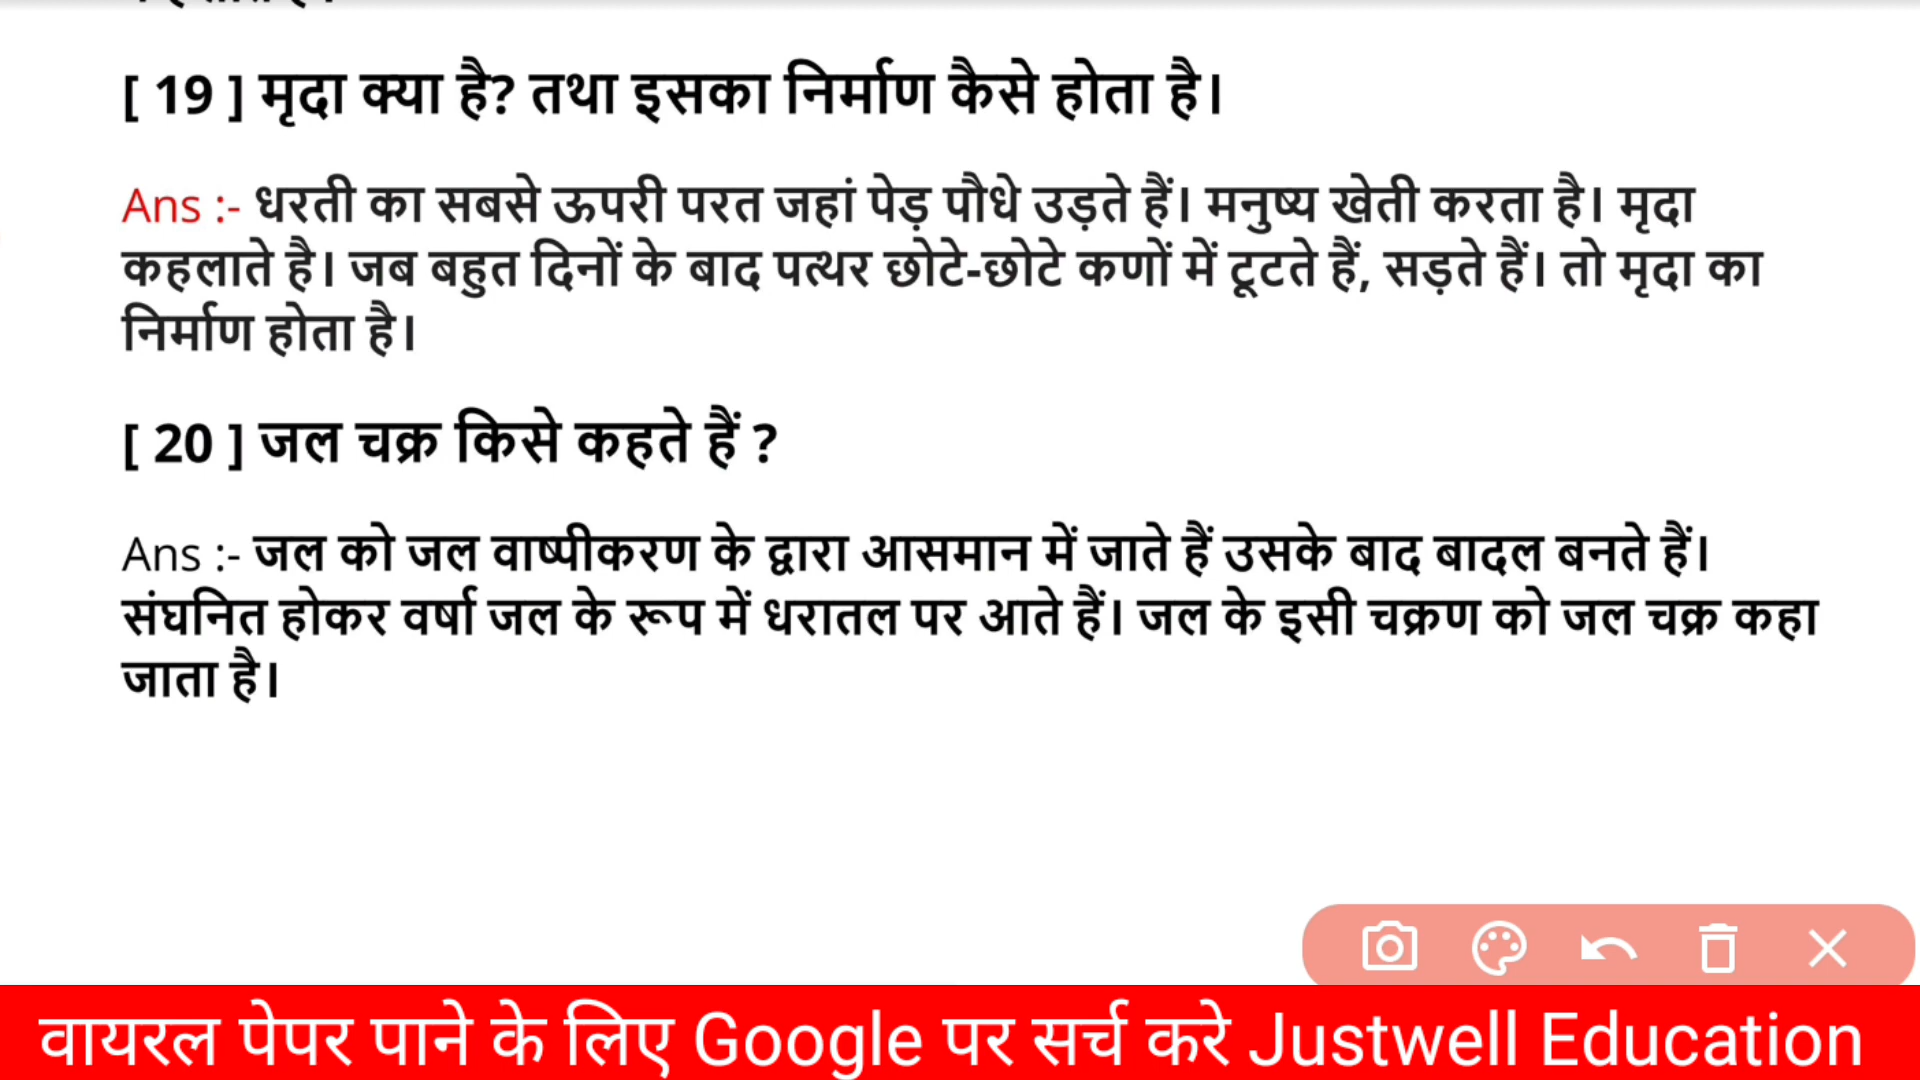 [ 19 ] मृदा क्या है? तथा इसका निर्माण कैसे होता है।
Ans :- धरती का सबसे ऊपरी परत जहां पेड़ पौधे उड़ते हैं। मनुष्य खेती करता है। मृदा
कहलाते है। जब बहुत दिनों के बाद पत्थर छोटे-छोटे कणों में टूटते हैं, सड़ते हैं। तो मृदा का
निर्माण होता है।
[ 20 ] जल चक्र किसे कहते हैं ?
Ans :- जल को जल वाष्पीकरण के द्वारा आसमान में जाते हैं उसके बाद बादल बनते हैं।
संघनित होकर वर्षा जल के रूप में धरातल पर आते हैं। जल के इसी चक्रण को जल चक्र कहा
जाता है।
वायरल पेपर पाने के लिए Google पर सर्च करे Justwell Education